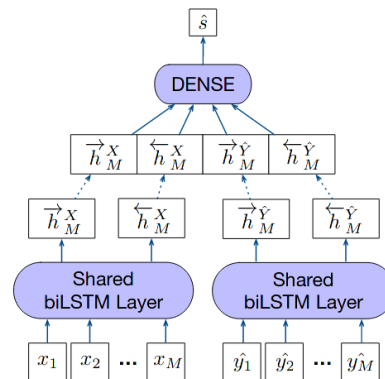 ŝ
DENSE
→h_M^X ←h_M^X →h_M^Ŷ ←h_M^Ŷ
→h_M^X ←h_M^X →h_M^Ŷ ←h_M^Ŷ
Shared
biLSTM Layer
Shared
biLSTM Layer
x_1 x_2 ... x_M
ŷ_1 ŷ_2 ... ŷ_M